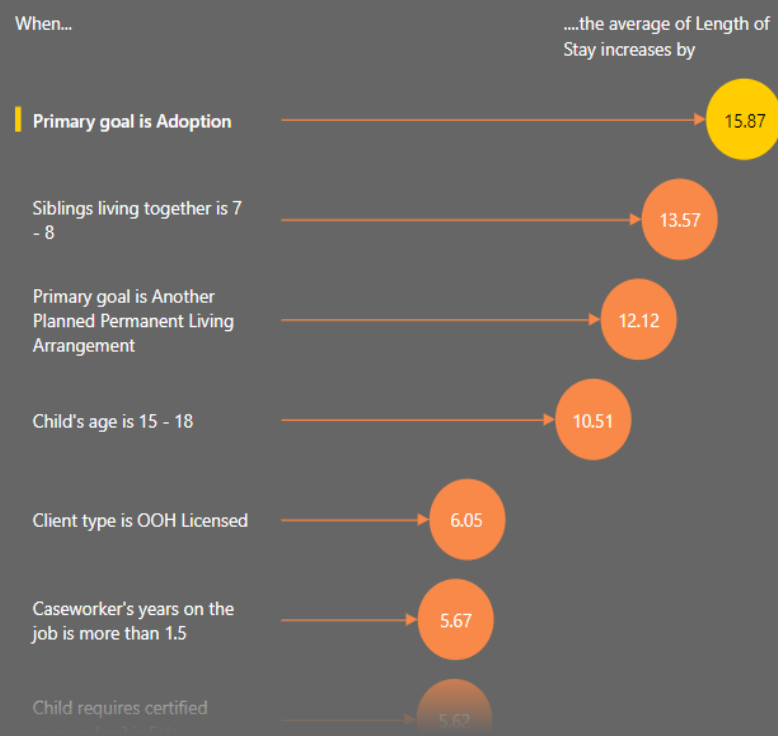 When...
....the average of Length of
Stay increases by
Primary goal is Adoption
15.87
Siblings living together is 7
- 8
13.57
Primary goal is Another
Planned Permanent Living
Arrangement
12.12
Child's age is 15 - 18
10.51
Client type is OOH Licensed
6.05
Caseworker's years on the
job is more than 1.5
5.67
Child requires certified
5.62